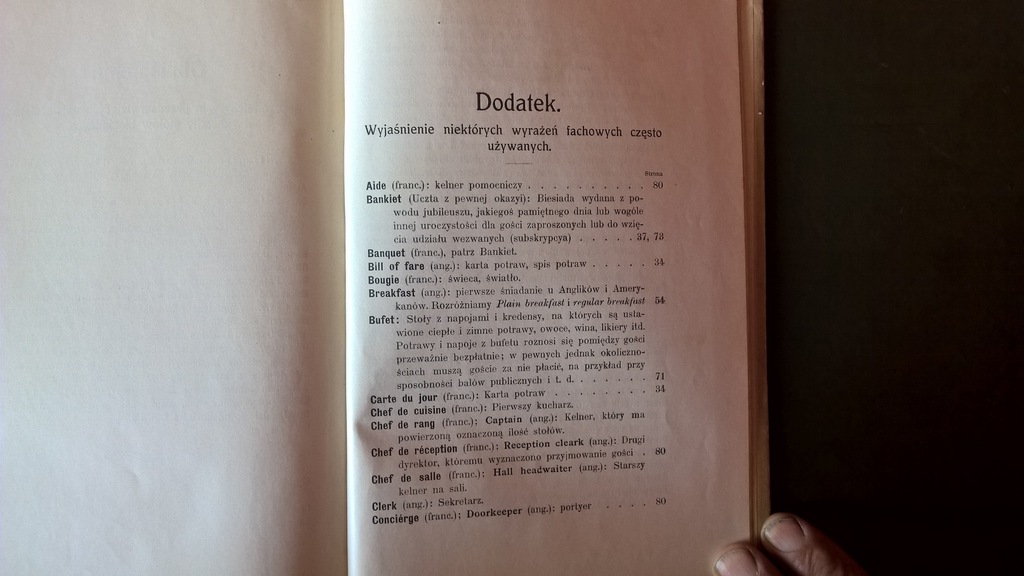 Dodatek.
Wyjaśnienie niektórych wyrażeń fachowych często
używanych.
Strona
Aide (franc.): kelner pomocniczy . . . . . . . . . . 80
Bankiet (Uczta z pewnej okazyi): Biesiada wydana z po-
wodu jubileuszu, jakiegoś pamiętnego dnia lub wogóle
innej uroczystości dla gości zaproszonych lub do wzię-
cia udziału wezwanych (subskrypcya) . . . . . 37, 73
Banquet (franc.), patrz Bankiet.
Bill of fare (ang.): karta potraw, spis potraw . . . . . 34
Bougie (franc.): świeca, światło.
Breakfast (ang.): pierwsze śniadanie u Anglików i Amery-
kanów. Rozróżniamy Plain breakfast i regular breakfast 54
Bufet: Stoły z napojami i kredensy, na których są usta-
wione ciepłe i zimne potrawy, owoce, wina, likiery itd.
Potrawy i napoje z bufetu roznosi się pomiędzy gości
przeważnie bezpłatnie; w pewnych jednak okoliczno-
ściach muszą goście za nie płacić, na przykład przy
sposobności balów publicznych i t. d. . . . . . . . 71
Carte du jour (franc.): Karta potraw . . . . . . . . 34
Chef de cuisine (franc.): Pierwszy kucharz.
Chef de rang (franc.); Captain (ang.): Kelner, który ma
powierzoną oznaczoną ilość stołów.
Chef de réception (franc.); Reception cleark (ang.): Drugi
dyrektor, któremu wyznaczono przyjmowanie gości . 80
Chef de salle (franc.); Hall headwaiter (ang.): Starszy
kelner na sali.
Clerk (ang.): Sekretarz.
Conciérge (franc.); Doorkeeper (ang.): portyer . . . . 80